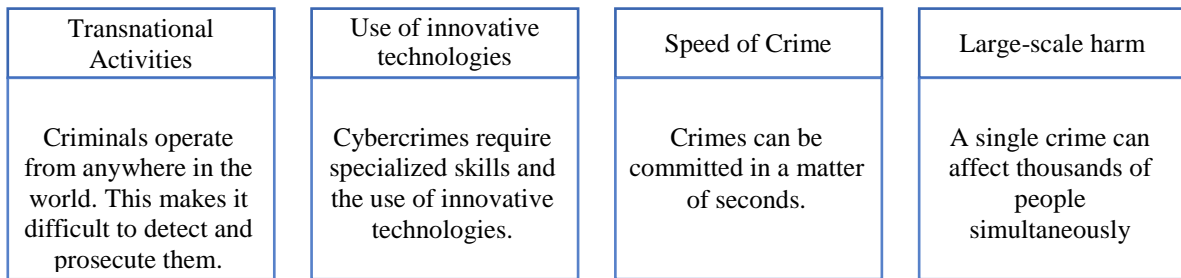 Transnational
Activities
Criminals operate
from anywhere in the
world. This makes it
difficult to detect and
prosecute them.
Use of innovative
technologies
Cybercrimes require
specialized skills and
the use of innovative
technologies.
Speed of Crime
Crimes can be
committed in a matter
of seconds.
Large-scale harm
A single crime can
affect thousands of
people
simultaneously